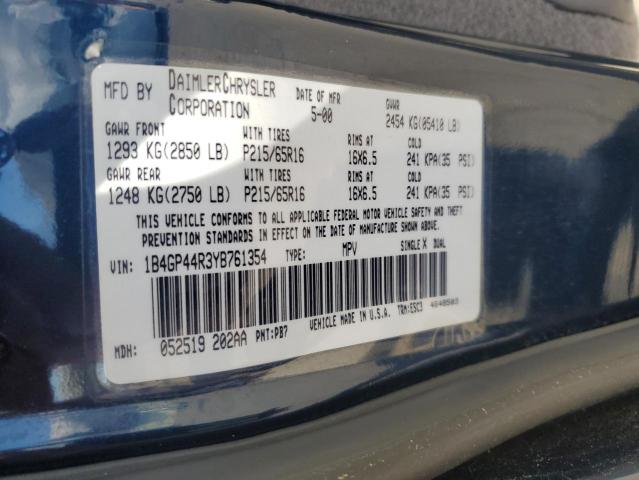 MFD BY DAIMLERCHRYSLER CORPORATION DATE OF MFR 5-00 GVWR 2454 KG(05410 LB)
GAWR FRONT WITH TIRES RIMS AT COLD
1293 KG(2850 LB) P215/65R16 16X6.5 241 KPA(35 PSI)
GAWR REAR WITH TIRES RIMS AT COLD
1248 KG(2750 LB) P215/65R16 16X6.5 241 KPA(35 PSI)
THIS VEHICLE CONFORMS TO ALL APPLICABLE FEDERAL MOTOR VEHICLE SAFETY AND THEFT
PREVENTION STANDARDS IN EFFECT ON THE DATE OF MANUFACTURE SHOWN ABOVE.
VIN: 1B4GP44R3YB761354 TYPE: MPV SINGLE X DUAL
VEHICLE MADE IN U.S.A. TRM:E5C3
MDH: 052519 202AA PNT:PB7